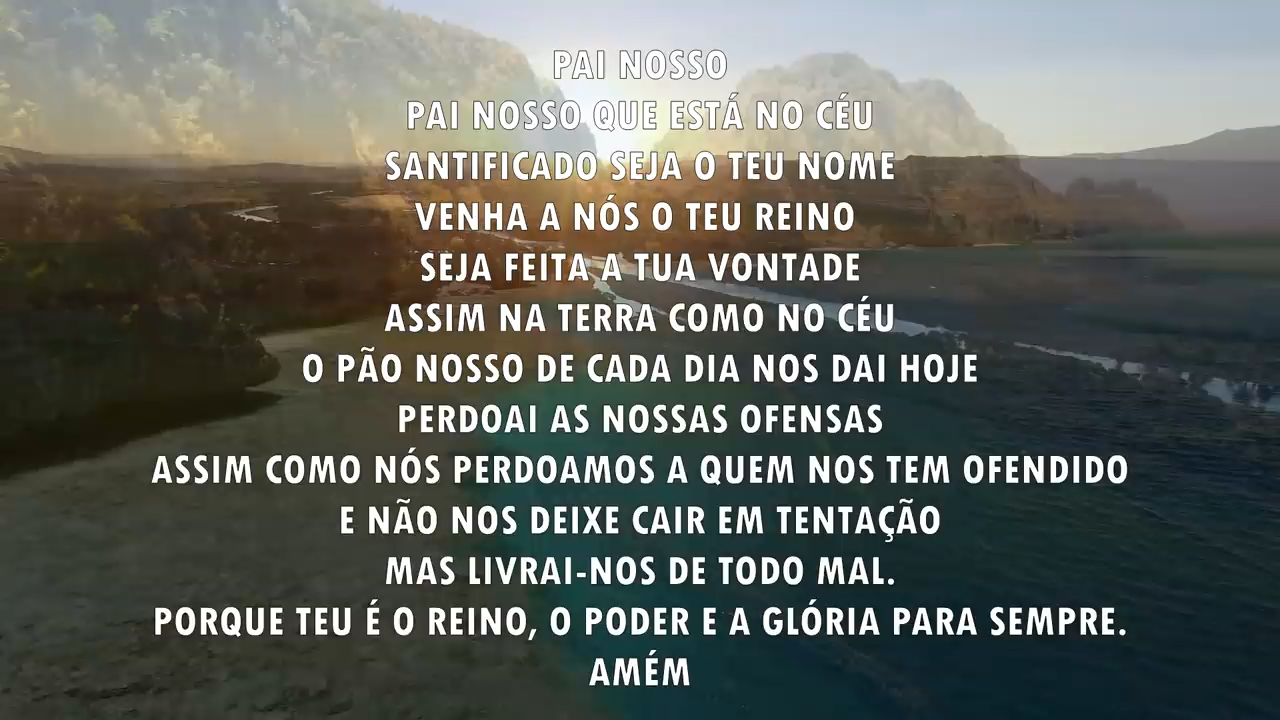 PAI NOSSO
PAI NOSSO QUE ESTÁ NO CÉU
SANTIFICADO SEJA O TEU NOME
VENHA A NÓS O TEU REINO
SEJA FEITA A TUA VONTADE
ASSIM NA TERRA COMO NO CÉU
O PÃO NOSSO DE CADA DIA NOS DAI HOJE
PERDOAI AS NOSSAS OFENSAS
ASSIM COMO NÓS PERDOAMOS A QUEM NOS TEM OFENDIDO
E NÃO NOS DEIXE CAIR EM TENTAÇÃO
MAS LIVRAI-NOS DE TODO MAL.
PORQUE TEU É O REINO, O PODER E A GLÓRIA PARA SEMPRE.
AMÉM